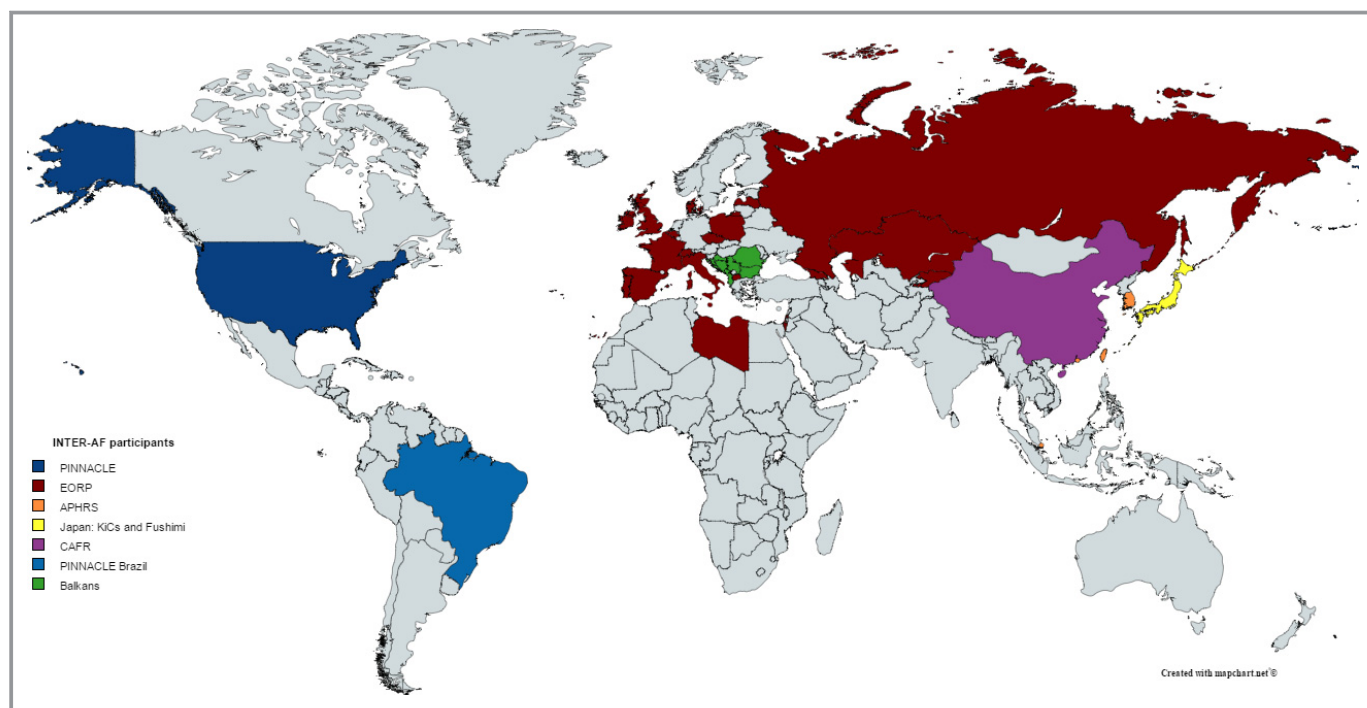 INTER-AF participants
PINNACLE
EORP
APHRS
Japan: KiCs and Fushimi
CAFR
PINNACLE Brazil
Balkans
Created with mapchart.net ©